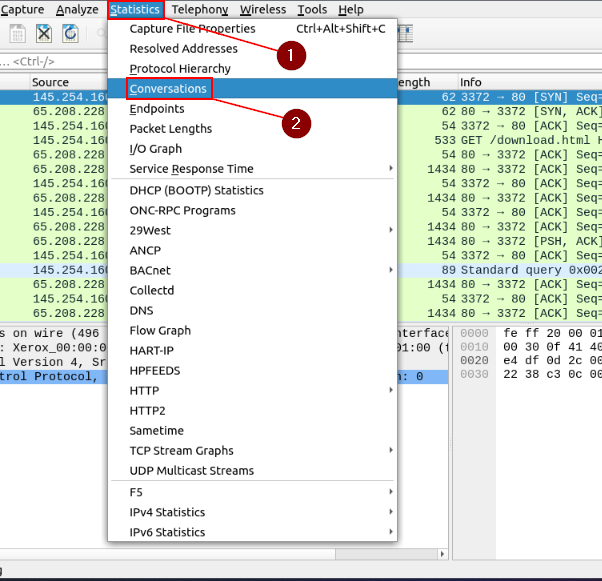 Capture Analyze Statistics Telephony Wireless Tools Help
Capture File Properties Ctrl+Alt+Shift+C
… <Ctrl-/>
Resolved Addresses
1
Protocol Hierarchy
Source ength Info
145.254.160 Conversations 62 3372 → 80 [SYN] Seq=
65.208.228 Endpoints 62 80 → 3372 [SYN, ACK]
2
145.254.160 Packet Lengths 54 3372 → 80 [ACK] Seq=
145.254.160 I/O Graph 533 GET /download.html H
65.208.228 54 80 → 3372 [ACK] Seq=
65.208.228 Service Response Time 1434 80 → 3372 [ACK] Seq=
145.254.160 DHCP (BOOTP) Statistics 54 3372 → 80 [ACK] Seq=
65.208.228 ONC-RPC Programs 1434 80 → 3372 [ACK] Seq=
145.254.160 29West 54 3372 → 80 [ACK] Seq=
65.208.228 1434 80 → 3372 [ACK] Seq=
65.208.228 ANCP 1434 80 → 3372 [PSH, ACK
145.254.160 54 3372 → 80 [ACK] Seq=
145.254.160 BACnet 89 Standard query 0x002
65.208.228 Collectd 1434 80 → 3372 [ACK] Seq=
145.254.160 54 3372 → 80 [ACK] Seq=
65.208.228 DNS 1434 80 → 3372 [ACK] Seq=
Flow Graph
s on wire (496 nterface 0000 fe ff 20 00 01
: Xerox_00:00:0 HART-IP 01:00 (f 0010 00 30 0f 41 40
l Version 4, Sr HPFEEDS 0020 e4 df 0d 2c 00
trol Protocol, : 0 0030 22 38 c3 0c 00
HTTP
HTTP2
Sametime
TCP Stream Graphs
UDP Multicast Streams
F5
IPv4 Statistics
IPv6 Statistics